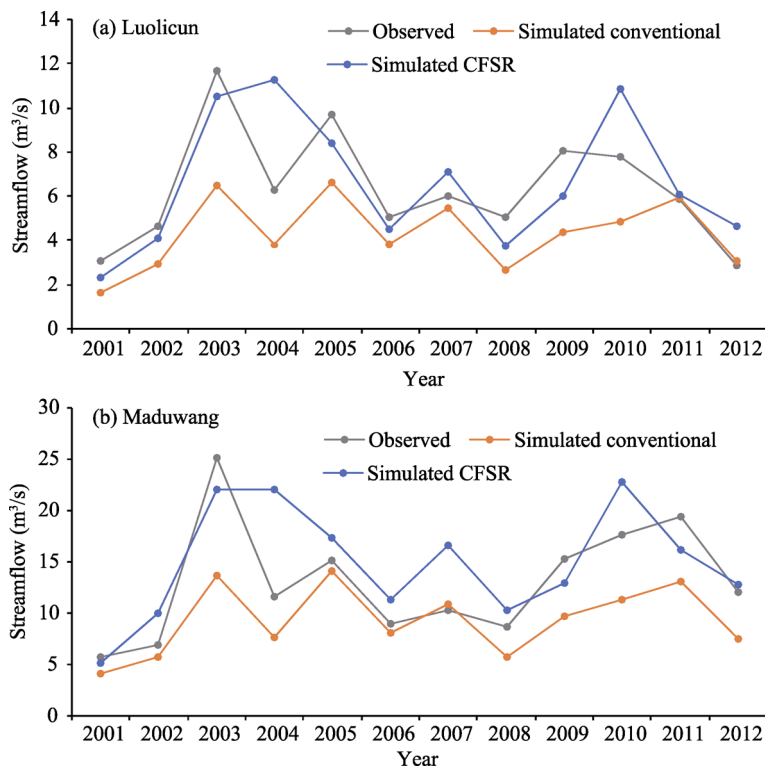 (a) Luolicun
Observed
Simulated conventional
Simulated CFSR
Streamflow (m³/s)
14
12
10
8
6
4
2
0
2001 2002 2003 2004 2005 2006 2007 2008 2009 2010 2011 2012
Year
(b) Maduwang
Observed
Simulated conventional
Simulated CFSR
Streamflow (m³/s)
30
25
20
15
10
5
0
2001 2002 2003 2004 2005 2006 2007 2008 2009 2010 2011 2012
Year